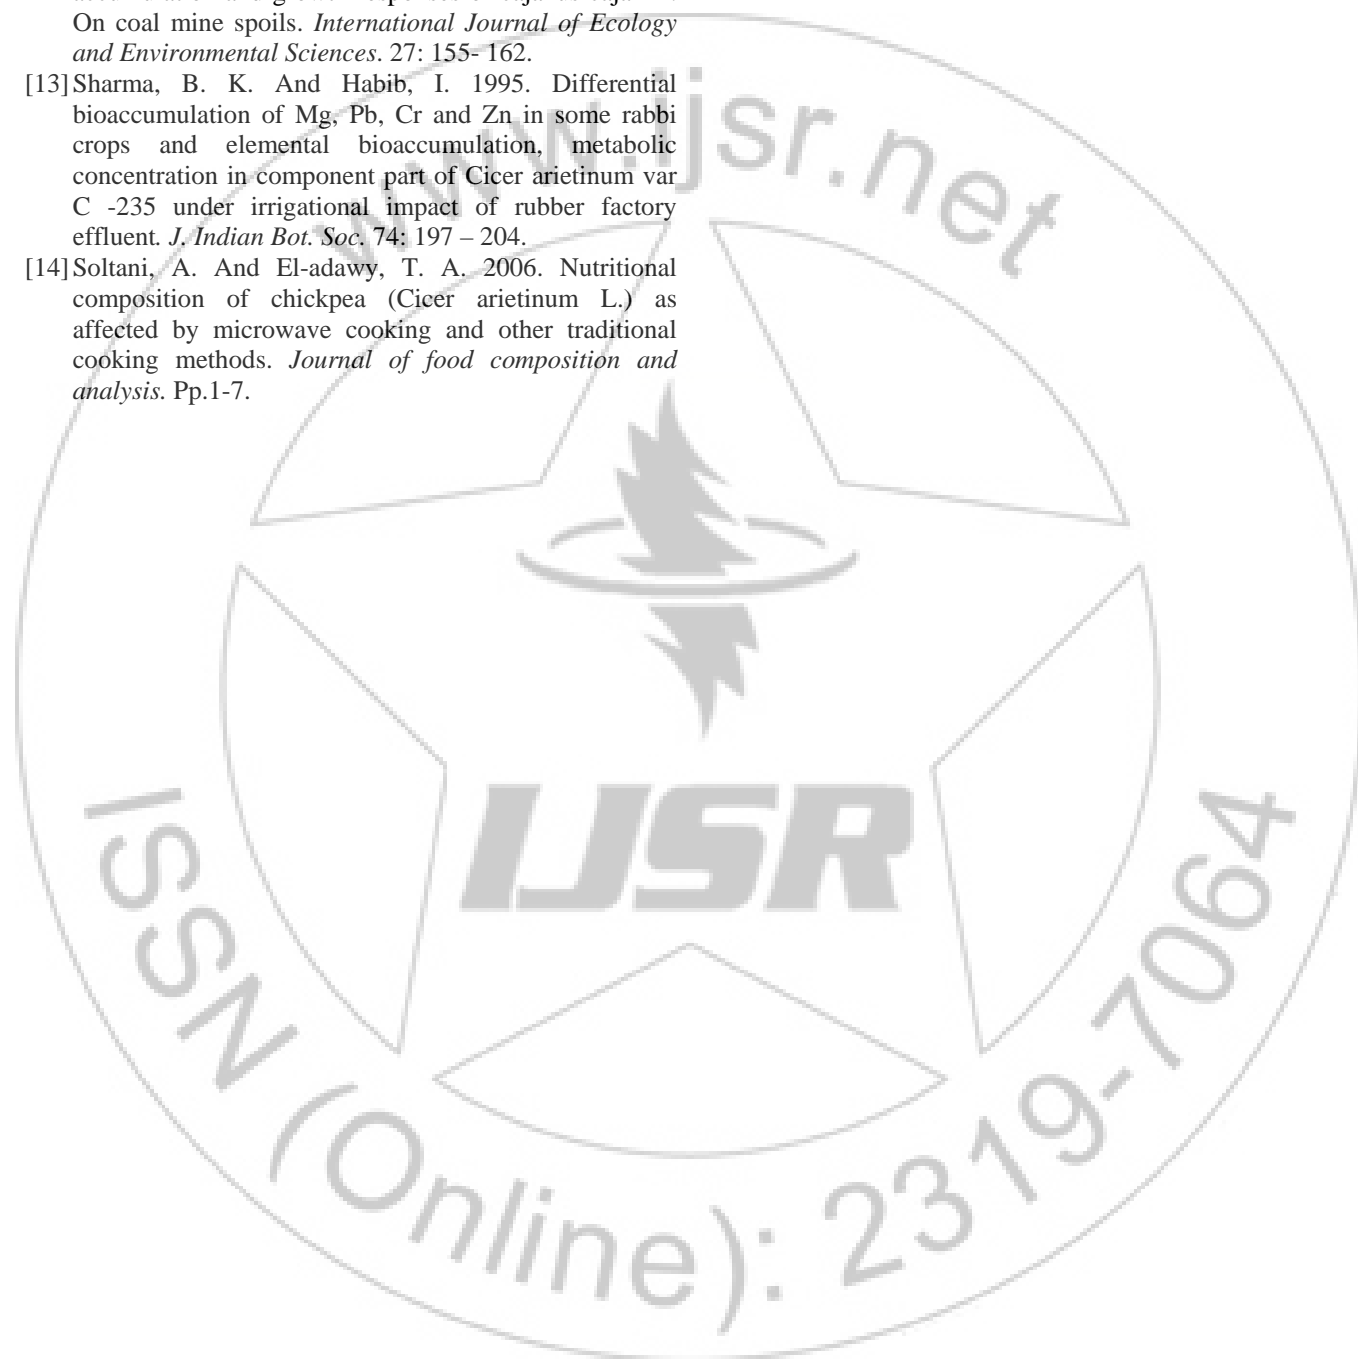 On coal mine spoils. International Journal of Ecology
and Environmental Sciences. 27: 155- 162.
[13] Sharma, B. K. And Habib, I. 1995. Differential
bioaccumulation of Mg, Pb, Cr and Zn in some rabbi
crops and elemental bioaccumulation, metabolic
concentration in component part of Cicer arietinum var
C -235 under irrigational impact of rubber factory
effluent. J. Indian Bot. Soc. 74: 197 – 204.
[14] Soltani, A. And El-adawy, T. A. 2006. Nutritional
composition of chickpea (Cicer arietinum L.) as
affected by microwave cooking and other traditional
cooking methods. Journal of food composition and
analysis. Pp.1-7.
www.ijsr.net
IJSR
ISSN (Online): 2319-7064